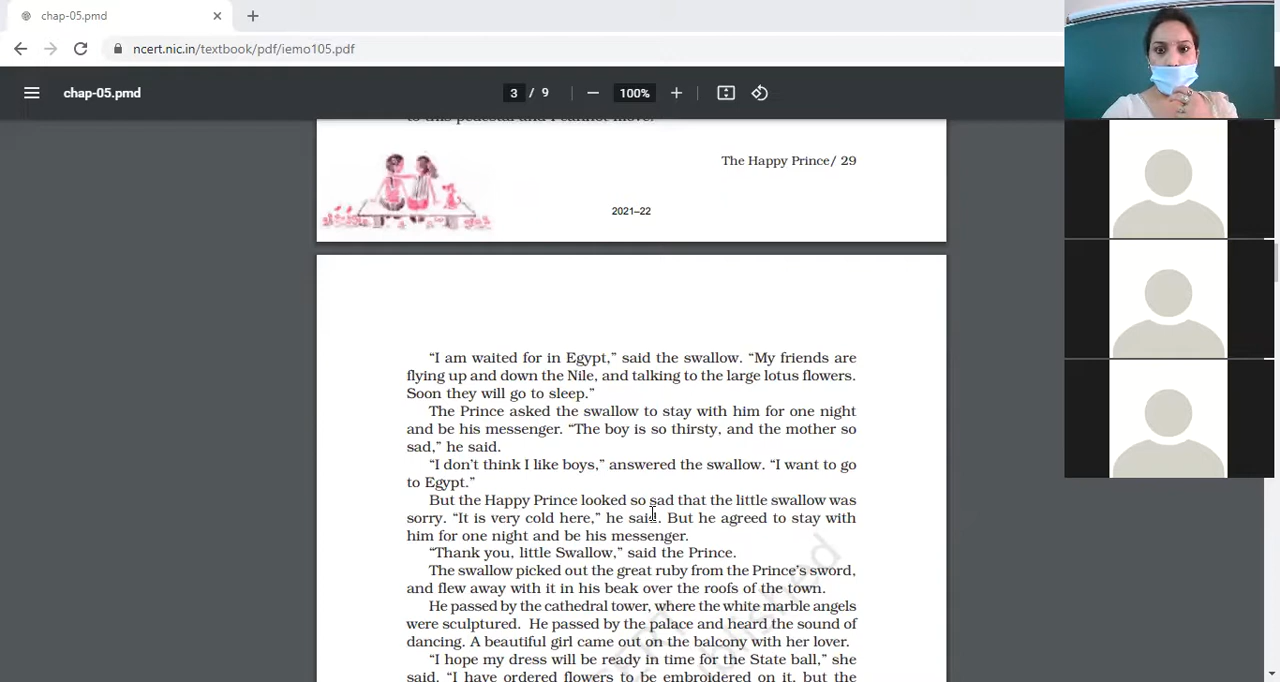 chap-05.pmd
ncert.nic.in/textbook/pdf/iemo105.pdf
chap-05.pmd
3 / 9
100%
to this pedestal and I cannot move.”
The Happy Prince/ 29
2021–22
“I am waited for in Egypt,” said the swallow. “My friends are
flying up and down the Nile, and talking to the large lotus flowers.
Soon they will go to sleep.”
The Prince asked the swallow to stay with him for one night
and be his messenger. “The boy is so thirsty, and the mother so
sad,” he said.
“I don’t think I like boys,” answered the swallow. “I want to go
to Egypt.”
But the Happy Prince looked so sad that the little swallow was
sorry. “It is very cold here,” he said. But he agreed to stay with
him for one night and be his messenger.
“Thank you, little Swallow,” said the Prince.
The swallow picked out the great ruby from the Prince’s sword,
and flew away with it in his beak over the roofs of the town.
He passed by the cathedral tower, where the white marble angels
were sculptured. He passed by the palace and heard the sound of
dancing. A beautiful girl came out on the balcony with her lover.
“I hope my dress will be ready in time for the State ball,” she
said. “I have ordered flowers to be embroidered on it, but the